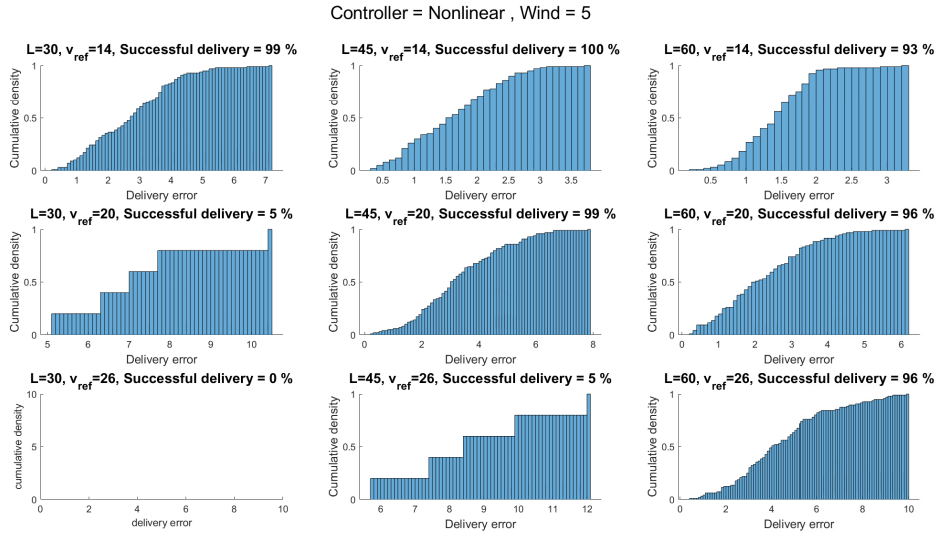 Controller = Nonlinear , Wind = 5
L=30, v_ref=14, Successful delivery = 99 %
Cumulative density
1
0.5
0
0 1 2 3 4 5 6 7
Delivery error
L=45, v_ref=14, Successful delivery = 100 %
Cumulative density
1
0.5
0
0.5 1 1.5 2 2.5 3 3.5
Delivery error
L=60, v_ref=14, Successful delivery = 93 %
Cumulative density
1
0.5
0
0.5 1 1.5 2 2.5 3
Delivery error
L=30, v_ref=20, Successful delivery = 5 %
Cumulative density
1
0.5
0
5 6 7 8 9 10
Delivery error
L=45, v_ref=20, Successful delivery = 99 %
Cumulative density
1
0.5
0
0 2 4 6 8
Delivery error
L=60, v_ref=20, Successful delivery = 96 %
Cumulative density
1
0.5
0
0 1 2 3 4 5 6
Delivery error
L=30, v_ref=26, Successful delivery = 0 %
cumulative density
10
5
0
0 2 4 6 8 10
delivery error
L=45, v_ref=26, Successful delivery = 5 %
Cumulative density
1
0.5
0
6 7 8 9 10 11 12
Delivery error
L=60, v_ref=26, Successful delivery = 96 %
Cumulative density
1
0.5
0
0 2 4 6 8 10
Delivery error